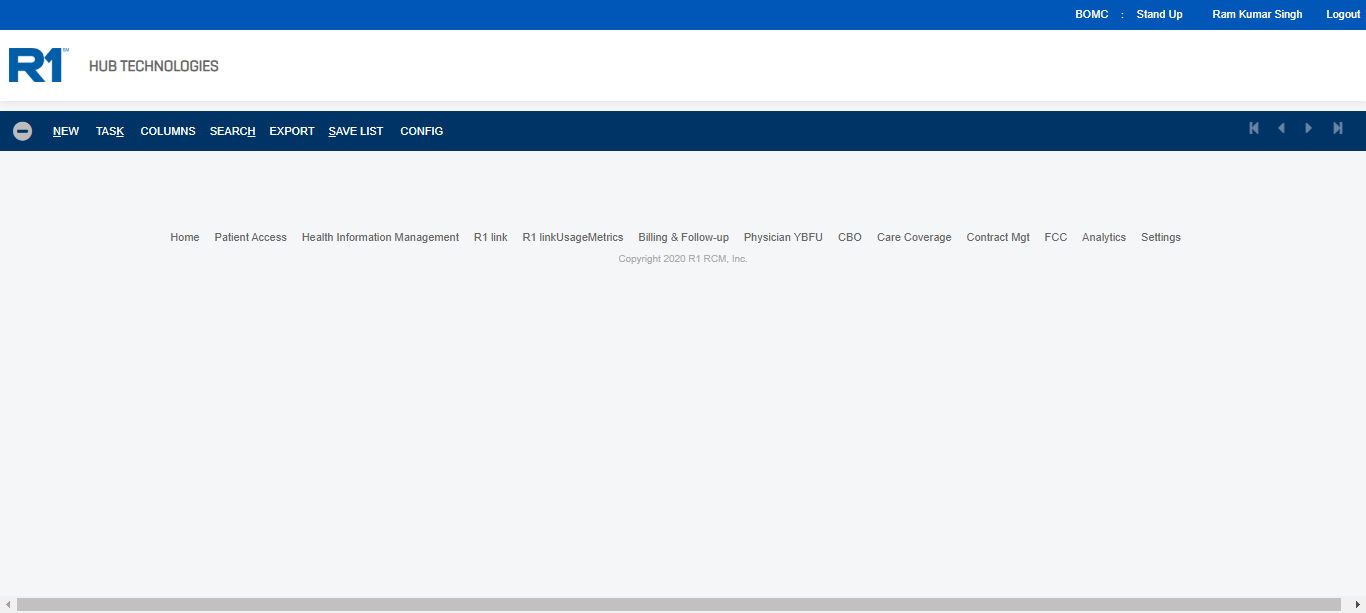 BOMC : Stand Up Ram Kumar Singh Logout
R1 SM HUB TECHNOLOGIES
NEW TASK COLUMNS SEARCH EXPORT SAVE LIST CONFIG
Home Patient Access Health Information Management R1 link R1 linkUsageMetrics Billing & Follow-up Physician YBFU CBO Care Coverage Contract Mgt FCC Analytics Settings
Copyright 2020 R1 RCM, Inc.